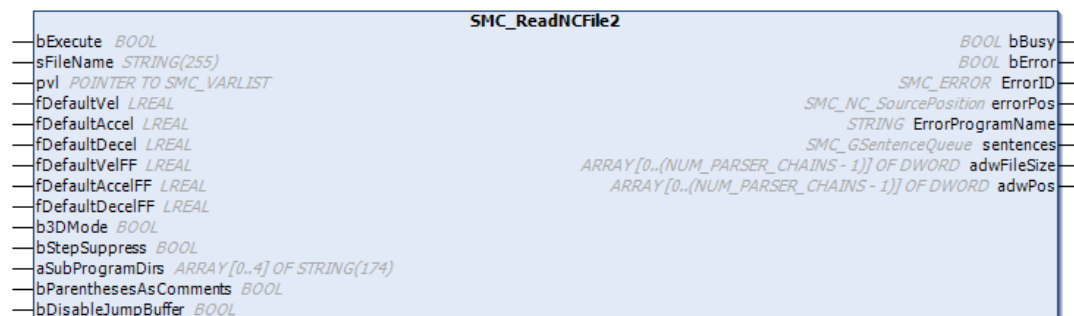 SMC_ReadNCFile2
bExecute BOOL BOOL bBusy
sFileName STRING(255) BOOL bError
pvl POINTER TO SMC_VARLIST SMC_ERROR ErrorID
fDefaultVel LREAL SMC_NC_SourcePosition errorPos
fDefaultAccel LREAL STRING ErrorProgramName
fDefaultDecel LREAL SMC_GSentenceQueue sentences
fDefaultVelFF LREAL ARRAY [0..(NUM_PARSER_CHAINS - 1)] OF DWORD adwFileSize
fDefaultAccelFF LREAL ARRAY [0..(NUM_PARSER_CHAINS - 1)] OF DWORD adwPos
fDefaultDecelFF LREAL
b3DMode BOOL
bStepSuppress BOOL
aSubProgramDirs ARRAY [0..4] OF STRING(174)
bParenthesesAsComments BOOL
bDisableJumpBuffer BOOL